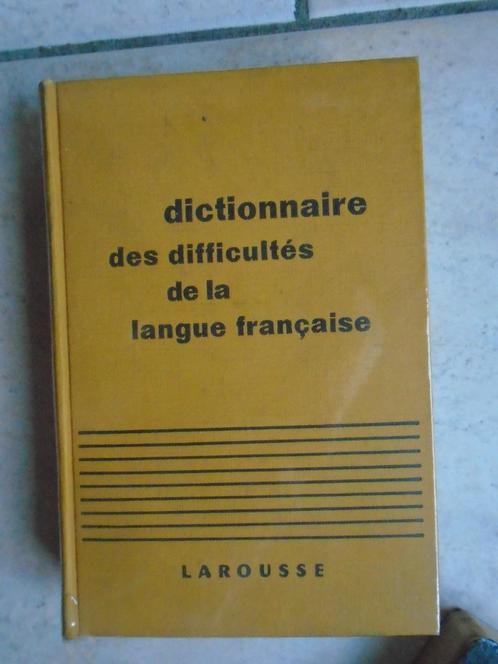 dictionnaire
des difficultés
de la
langue française
LAROUSSE